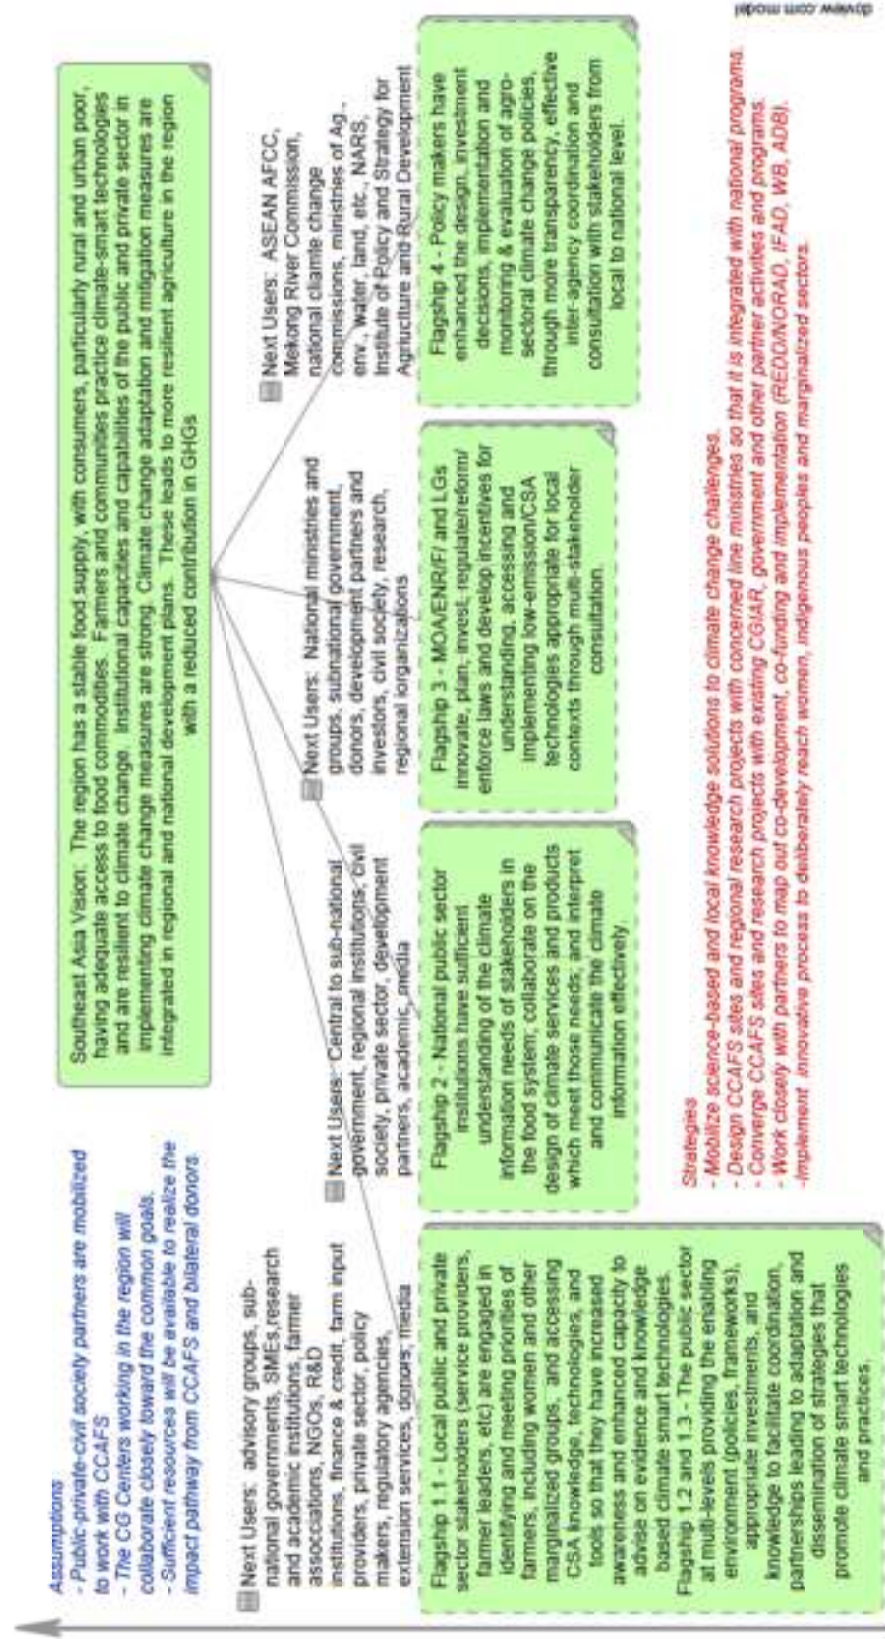 Assumptions
- Public-private-civil society partners are mobilized
to work with CCAFS
- The CG Centers working in the region will
collaborate closely toward the common goals.
- Sufficient resources will be available to realize the
impact pathway from CCAFS and bilateral donors
Southeast Asia Vision: The region has a stable food supply, with consumers, particularly rural and urban poor,
having adequate access to food commodities. Farmers and communities practice climate-smart technologies
and are resilient to climate change. Institutional capacities and capabilities of the public and private sector in
implementing climate change measures are strong. Climate change adaptation and mitigation measures are
integrated in regional and national development plans. These leads to more resilient agriculture in the region
with a reduced contribution in GHGs
Next Users: advisory groups, sub-
national governments, SMEs,research
and academic institutions, farmer
assocciations, NGOs, R&D
institutions, finance & credit, farm input
providers, private sector, policy
makers, regulatory agencies,
extension services, donors, media
Next Users: Central to sub-national
government, regional institutions, civil
society, private sector, development
partners, academic, media
Next Users: National ministries and
groups, subnational government,
donors, development partners and
investors, civil society, research,
regional iorganizations
Next Users: ASEAN AFCC,
Mekong River Commission,
national cliamte change
commissions, ministries of Ag.,
env., water, land, etc., NARS,
Institute of Policy and Strategy for
Agriuclture and Rural Development
Flagship 1.1 - Local public and private
sector stakeholders (service providers,
farmer leaders, etc) are engaged in
identifying and meeting priorities of
farmers, including women and other
marginalized groups, and accessing
CSA knowledge, technologies, and
tools so that they have increased
awareness and enhanced capacity to
advise on evidence and knowledge
based climate smart technologies.
Flagship 1.2 and 1.3 - The public sector
at multi-levels providing the enabling
environment (policies, frameworks),
appropriate investments, and
knowledge to facilitate coordination,
partnerships leading to adaptation and
dissemination of strategies that
promote climate smart technologies
and practices.
Flagship 2 - National public sector
institutions have sufficient
understanding of the climate
information needs of stakeholders in
the food system; collaborate on the
design of climate services and products
which meet those needs; and interpret
and communicate the climate
information effectively.
Flagship 3 - MOA/ENR/F/ and LGs
innovate, plan, invest, regulate/reform/
enforce laws and develop incentives for
understanding, accessing and
implementing low-emission/CSA
technologies appropriate for local
contexts through multi-stakeholder
consultation.
Flagship 4 - Policy makers have
enhanced the design, investment
decisions, implementation and
monitoring & evaluation of agro-
sectoral climate change policies,
through more transparency, effective
inter-agency coordination and
consultation with stakeholders from
local to national level.
Strategies
- Mobilize science-based and local knowledge solutions to climate change challenges.
- Design CCAFS sites and regional research projects with concerned line ministries so that it is integrated with national programs.
- Converge CCAFS sites and research projects with existing CGIAR, government and other partner activities and programs.
- Work closely with partners to map out co-development, co-funding and implementation (REDD/NORAD, IFAD, WB, ADB).
-Implement innovative process to deliberately reach women, indigenous peoples and marginalized sectors.
doview.com model